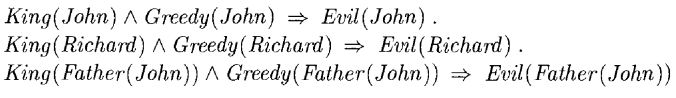 King(John) ∧ Greedy(John) ⇒ Evil(John) .
King(Richard) ∧ Greedy(Richard) ⇒ Evil(Richard) .
King(Father(John)) ∧ Greedy(Father(John)) ⇒ Evil(Father(John))